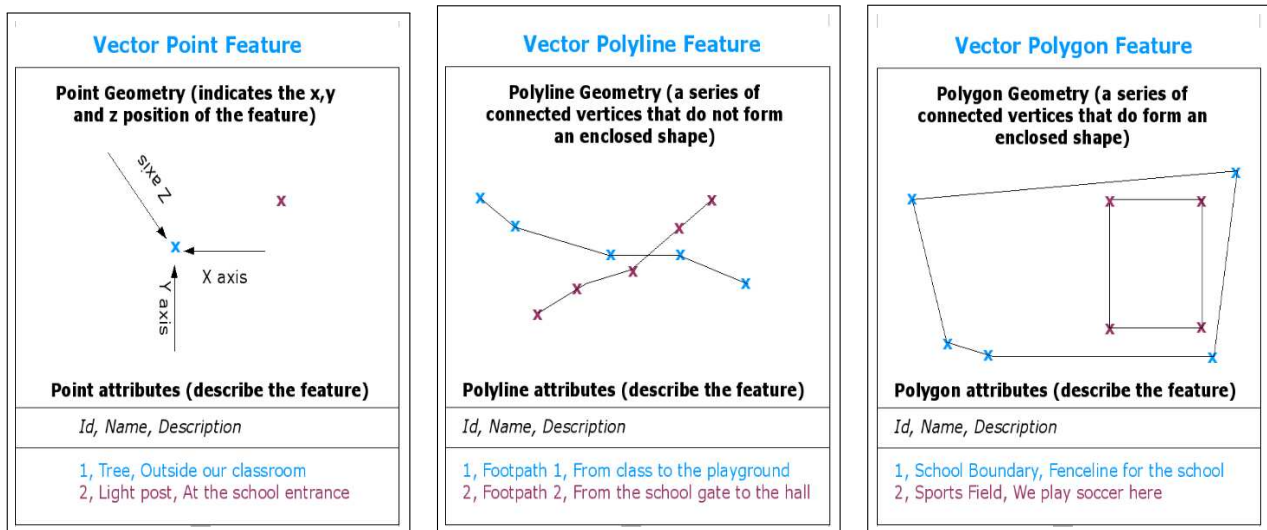 Vector Point Feature
Point Geometry (indicates the x,y
and z position of the feature)
Z axis
X
X
X axis
Y axis
Point attributes (describe the feature)
Id, Name, Description
1, Tree, Outside our classroom
2, Light post, At the school entrance
Vector Polyline Feature
Polyline Geometry (a series of
connected vertices that do not form
an enclosed shape)
X X X X X
X X X X X
Polyline attributes (describe the feature)
Id, Name, Description
1, Footpath 1, From class to the playground
2, Footpath 2, From the school gate to the hall
Vector Polygon Feature
Polygon Geometry (a series of
connected vertices that do form an
enclosed shape)
X X X X X
X X X X
Polygon attributes (describe the feature)
Id, Name, Description
1, School Boundary, Fenceline for the school
2, Sports Field, We play soccer here